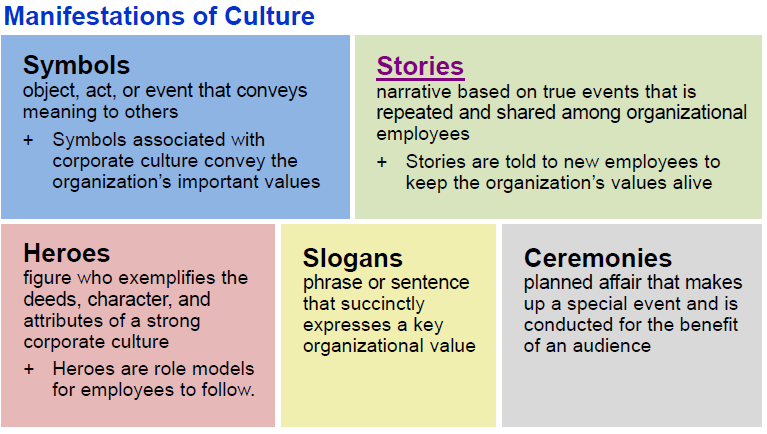 Manifestations of Culture
Symbols
object, act, or event that conveys
meaning to others
+ Symbols associated with
corporate culture convey the
organization's important values
Stories
narrative based on true events that is
repeated and shared among organizational
employees
+ Stories are told to new employees to
keep the organization's values alive
Heroes
figure who exemplifies the
deeds, character, and
attributes of a strong
corporate culture
+ Heroes are role models
for employees to follow.
Slogans
phrase or sentence
that succinctly
expresses a key
organizational value
Ceremonies
planned affair that makes
up a special event and is
conducted for the benefit
of an audience